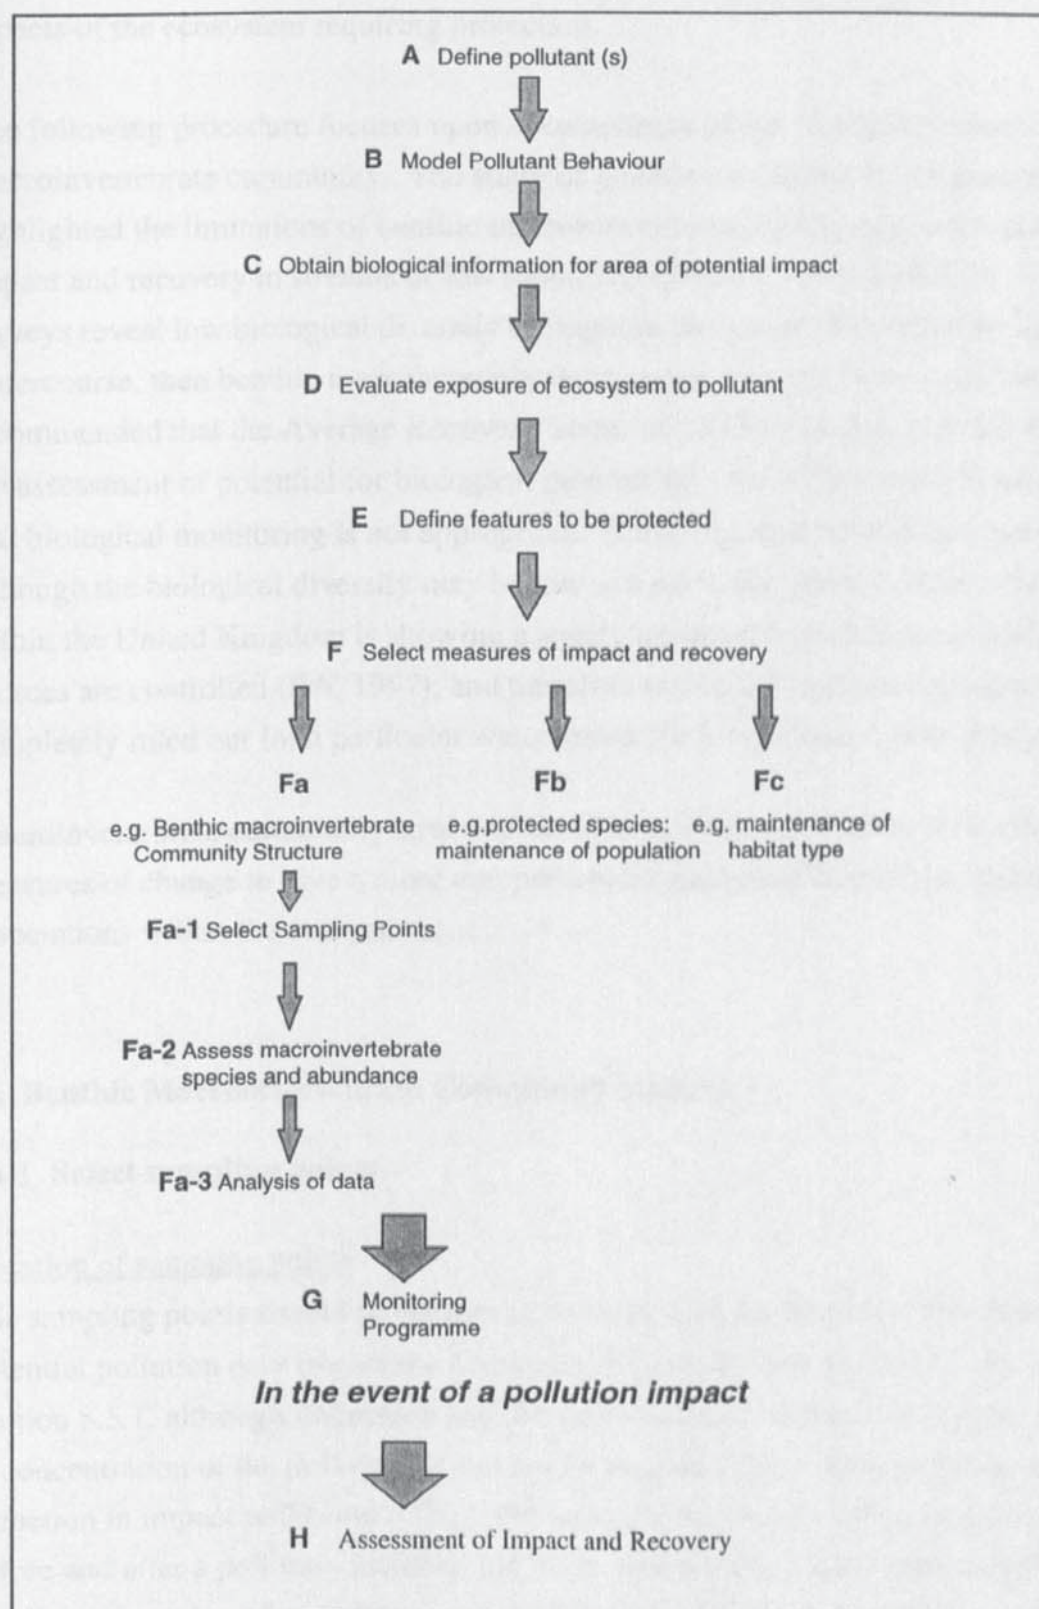 A Define pollutant (s)
B Model Pollutant Behaviour
C Obtain biological information for area of potential impact
D Evaluate exposure of ecosystem to pollutant
E Define features to be protected
F Select measures of impact and recovery
Fa Fb Fc
e.g. Benthic macroinvertebrate e.g.protected species: e.g. maintenance of
Community Structure maintenance of population habitat type
Fa-1 Select Sampling Points
Fa-2 Assess macroinvertebrate
species and abundance
Fa-3 Analysis of data
G Monitoring
Programme
In the event of a pollution impact
H Assessment of Impact and Recovery